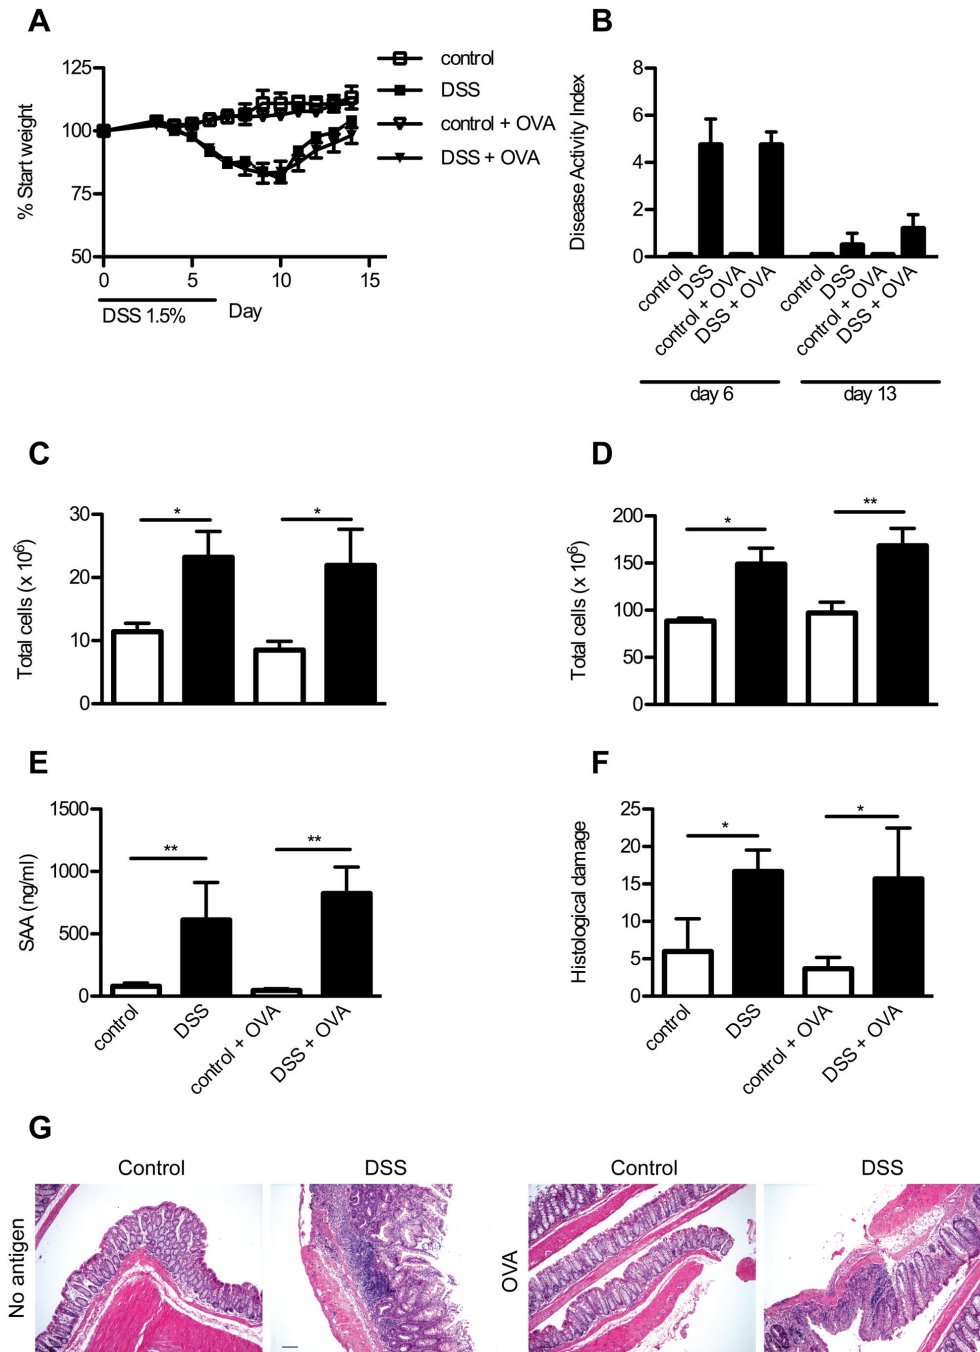 A
% Start weight
125
100
75
50
0
5
10
15
DSS 1.5%
Day
control
DSS
control + OVA
DSS + OVA
B
Disease Activity Index
8
6
4
2
0
control
DSS
control + OVA
DSS + OVA
control
DSS
control + OVA
DSS + OVA
day 6
day 13
C
Total cells (x 10⁶)
30
20
10
0
*
*
D
Total cells (x 10⁶)
200
150
100
50
0
*
**
E
SAA (ng/ml)
1500
1000
500
0
**
**
control
DSS
control + OVA
DSS + OVA
F
Histological damage
25
20
15
10
5
0
*
*
control
DSS
control + OVA
DSS + OVA
G
Control
DSS
Control
DSS
No antigen
OVA